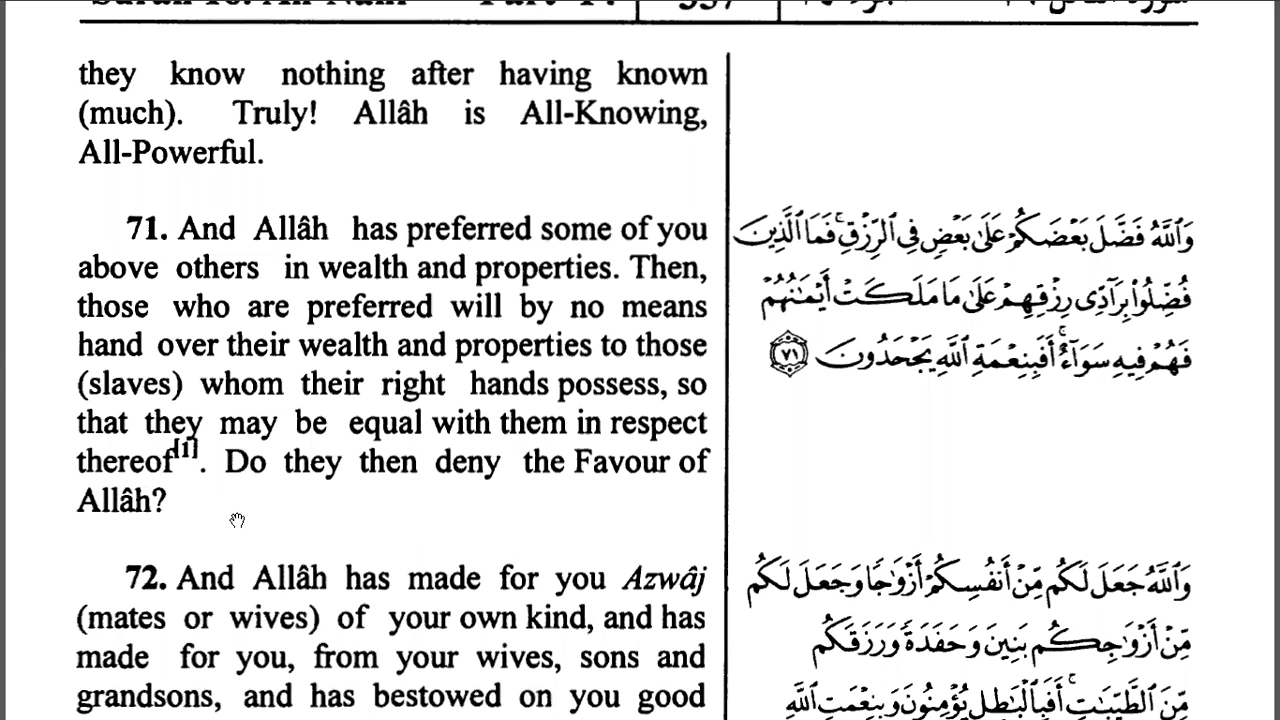 337
they know nothing after having known
(much). Truly! Allâh is All-Knowing,
All-Powerful.
71. And Allâh has preferred some of you
above others in wealth and properties. Then,
those who are preferred will by no means
hand over their wealth and properties to those
(slaves) whom their right hands possess, so
that they may be equal with them in respect
thereof[1]. Do they then deny the Favour of
Allâh?
72. And Allâh has made for you Azwâj
(mates or wives) of your own kind, and has
made for you, from your wives, sons and
grandsons, and has bestowed on you good
وَٱللَّهُ فَضَّلَ بَعْضَكُمْ عَلَىٰ بَعْضٍ فِى ٱلرِّزْقِ ۚ فَمَا ٱلَّذِينَ
فُضِّلُوا۟ بِرَآدِّى رِزْقِهِمْ عَلَىٰ مَا مَلَكَتْ أَيْمَـٰنُهُمْ
فَهُمْ فِيهِ سَوَآءٌ ۚ أَفَبِنِعْمَةِ ٱللَّهِ يَجْحَدُونَ ٧١
وَٱللَّهُ جَعَلَ لَكُم مِّنْ أَنفُسِكُمْ أَزْوَٰجًا وَجَعَلَ لَكُم
مِّنْ أَزْوَٰجِكُم بَنِينَ وَحَفَدَةً وَرَزَقَكُم
مِّنَ ٱلطَّيِّبَـٰتِ ۚ أَفَبِٱلْبَـٰطِلِ يُؤْمِنُونَ وَبِنِعْمَتِ ٱللَّهِ